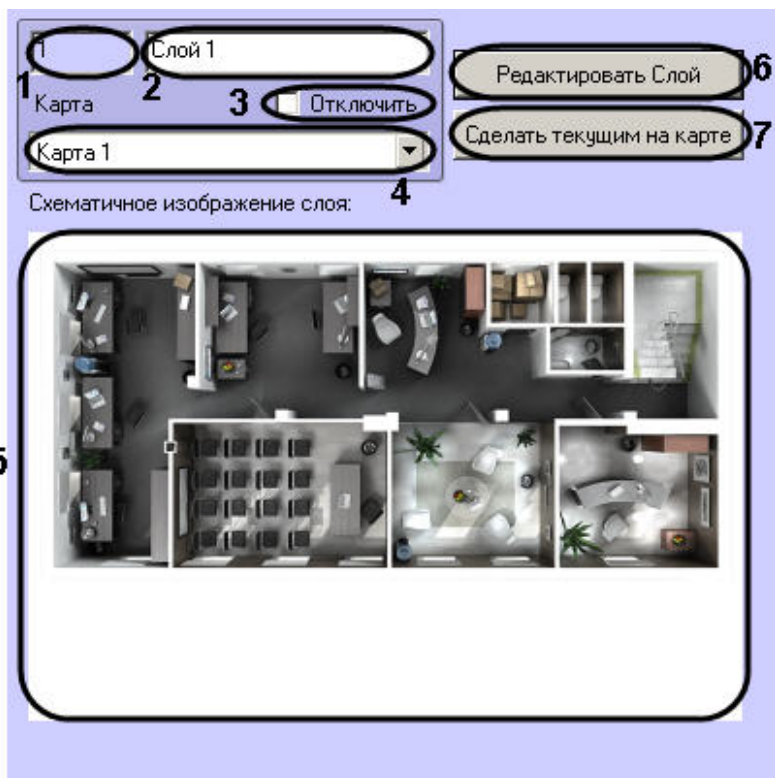 1 Слой 1
1 2
Карта 3 Отключить
Карта 1
4
Редактировать Слой 6
Сделать текущим на карте 7
Схематичное изображение слоя:
5